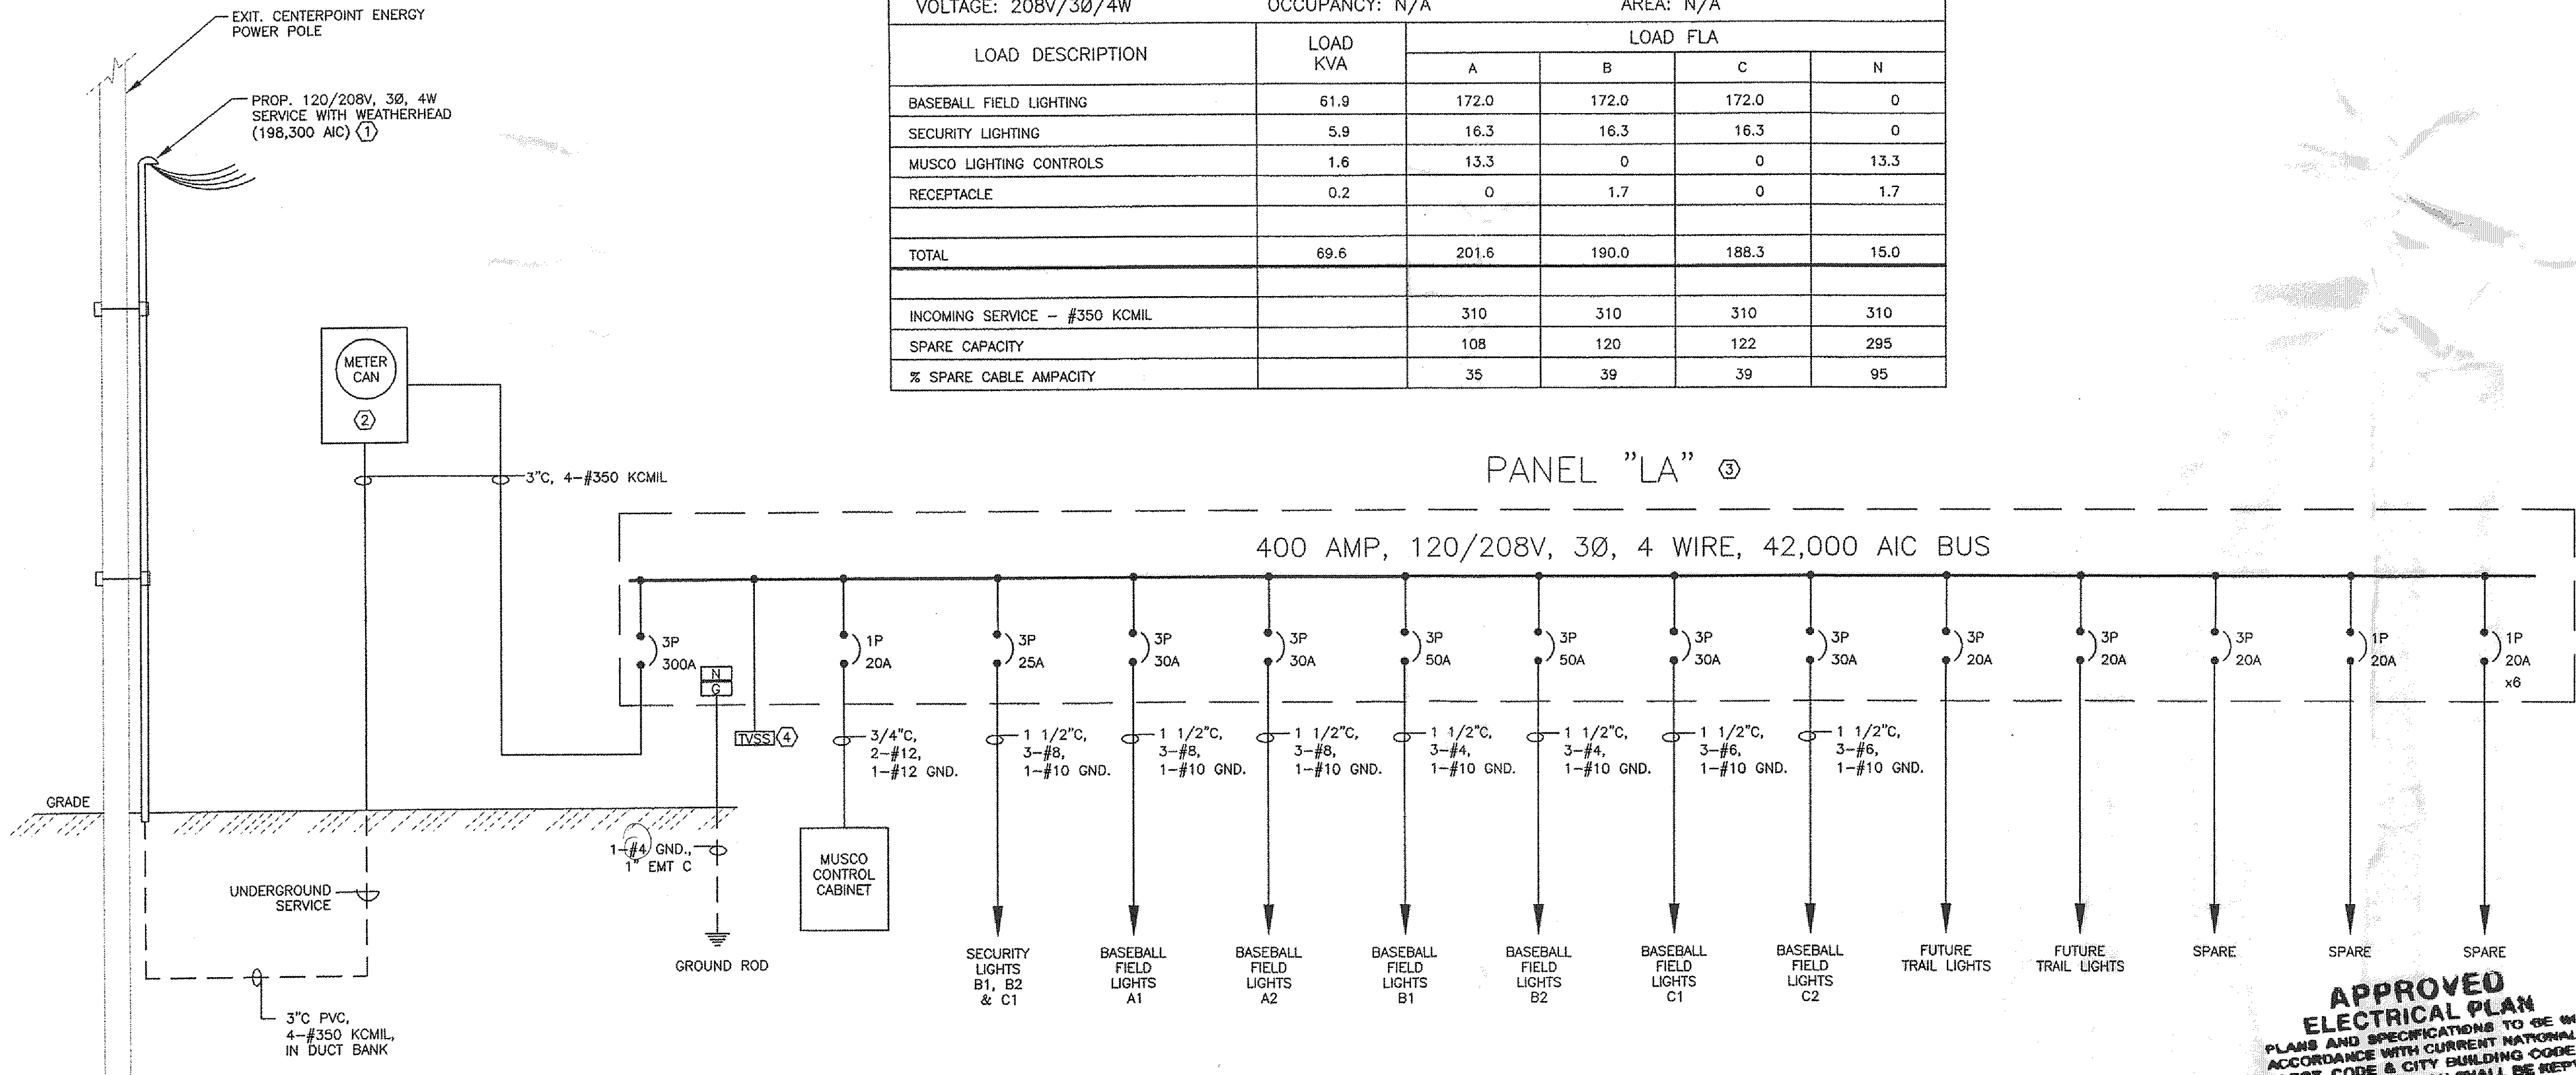 EXIT. CENTERPOINT ENERGY
POWER POLE
PROP. 120/208V, 3Ø, 4W
SERVICE WITH WEATHERHEAD
(198,300 AIC) 1
VOLTAGE: 208V/3Ø/4W OCCUPANCY: N/A AREA: N/A
LOAD DESCRIPTION
LOAD
KVA
LOAD FLA
A B C N
BASEBALL FIELD LIGHTING 61.9 172.0 172.0 172.0 0
SECURITY LIGHTING 5.9 16.3 16.3 16.3 0
MUSCO LIGHTING CONTROLS 1.6 13.3 0 0 13.3
RECEPTACLE 0.2 0 1.7 0 1.7
TOTAL 69.6 201.6 190.0 188.3 15.0
INCOMING SERVICE - #350 KCMIL 310 310 310 310
SPARE CAPACITY 108 120 122 295
% SPARE CABLE AMPACITY 35 39 39 95
METER
CAN
2
3"C, 4-#350 KCMIL
PANEL "LA" 3
400 AMP, 120/208V, 3Ø, 4 WIRE, 42,000 AIC BUS
3P
300A
N
G
TVSS 4
1P
20A
3P
25A
3P
30A
3P
30A
3P
50A
3P
50A
3P
30A
3P
30A
3P
20A
3P
20A
3P
20A
1P
20A
1P
20A
x6
3/4"C,
2-#12,
1-#12 GND.
1 1/2"C,
3-#8,
1-#10 GND.
1 1/2"C,
3-#8,
1-#10 GND.
1 1/2"C,
3-#8,
1-#10 GND.
1 1/2"C,
3-#4,
1-#10 GND.
1 1/2"C,
3-#4,
1-#10 GND.
1 1/2"C,
3-#6,
1-#10 GND.
1 1/2"C,
3-#6,
1-#10 GND.
GRADE
1-#4 GND.,
1" EMT C
UNDERGROUND
SERVICE
GROUND ROD
3"C PVC,
4-#350 KCMIL,
IN DUCT BANK
MUSCO
CONTROL
CABINET
SECURITY
LIGHTS
B1, B2
& C1
BASEBALL
FIELD
LIGHTS
A1
BASEBALL
FIELD
LIGHTS
A2
BASEBALL
FIELD
LIGHTS
B1
BASEBALL
FIELD
LIGHTS
B2
BASEBALL
FIELD
LIGHTS
C1
BASEBALL
FIELD
LIGHTS
C2
FUTURE
TRAIL LIGHTS
FUTURE
TRAIL LIGHTS
SPARE
SPARE
SPARE
APPROVED
ELECTRICAL PLAN
PLANS AND SPECIFICATIONS TO BE IN
ACCORDANCE WITH CURRENT NATIONAL
CODE & CITY BUILDING CODE
SHALL BE KEPT